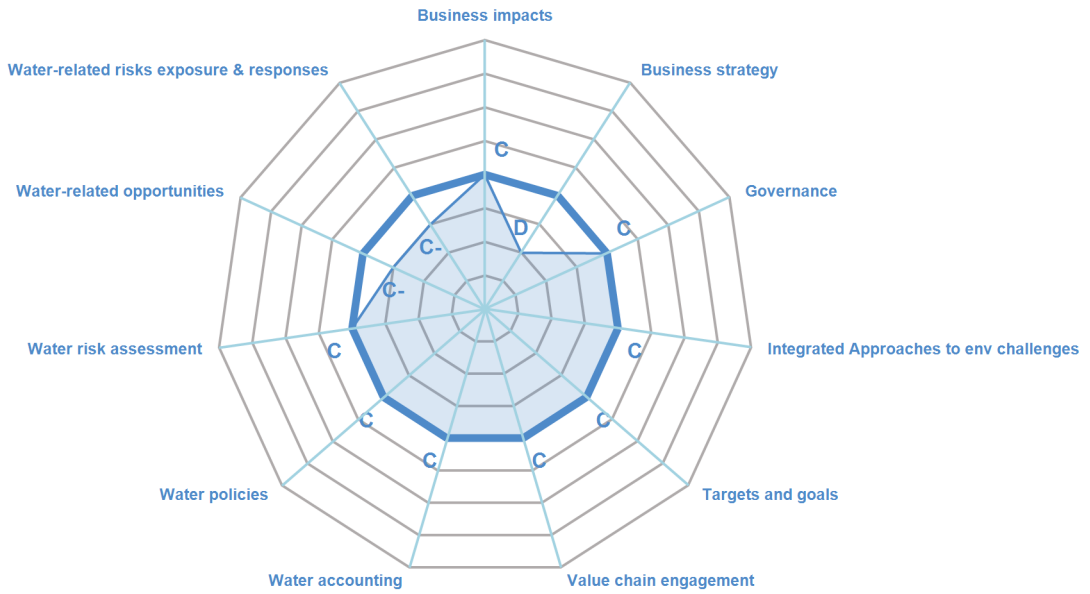 Business impacts
Water-related risks exposure & responses
Business strategy
C
Water-related opportunities
Governance
D
C
C-
C-
Water risk assessment
C
C
Integrated Approaches to env challenges
C
C
C
C
Water policies
Targets and goals
Water accounting
Value chain engagement